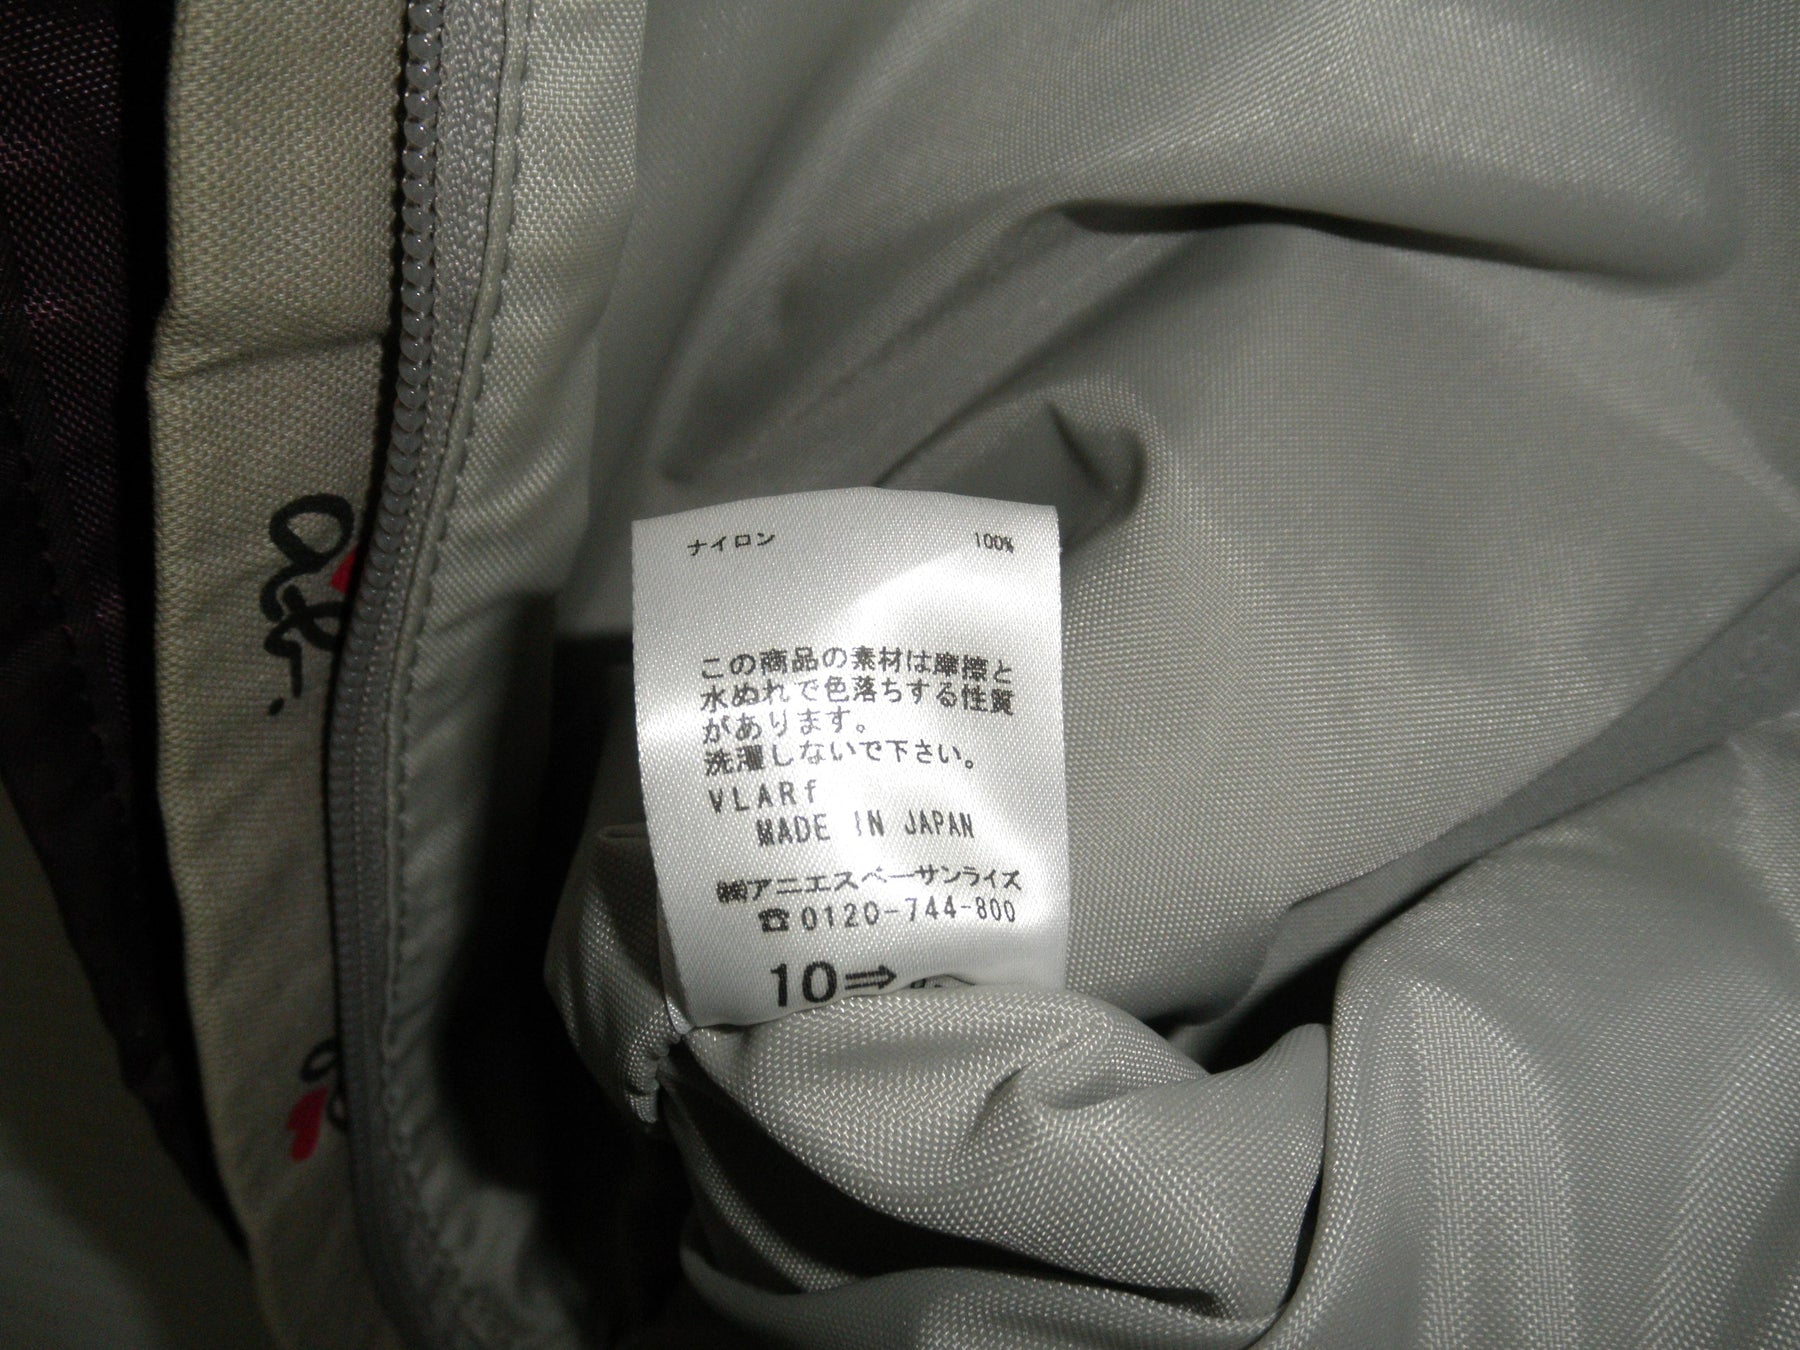 ナイロン 100%
この商品の素材は摩擦と
水ぬれで色落ちする性質
があります。
洗濯しないで下さい。
VLARf
MADE IN JAPAN
㈱アニエスベーサンライズ
☎0120-744-800
10⇒